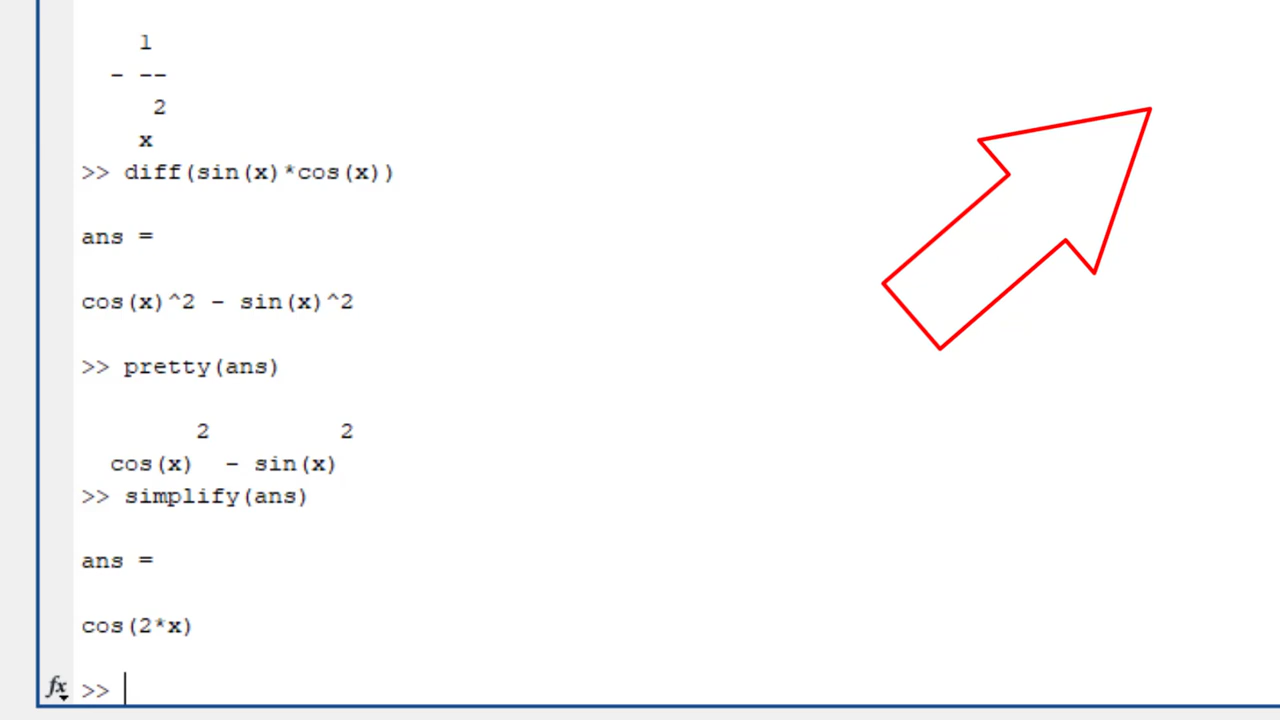 1
- --
2
x
>> diff(sin(x)*cos(x))
ans =
cos(x)^2 - sin(x)^2
>> pretty(ans)
2 2
cos(x) - sin(x)
>> simplify(ans)
ans =
cos(2*x)
fx >>